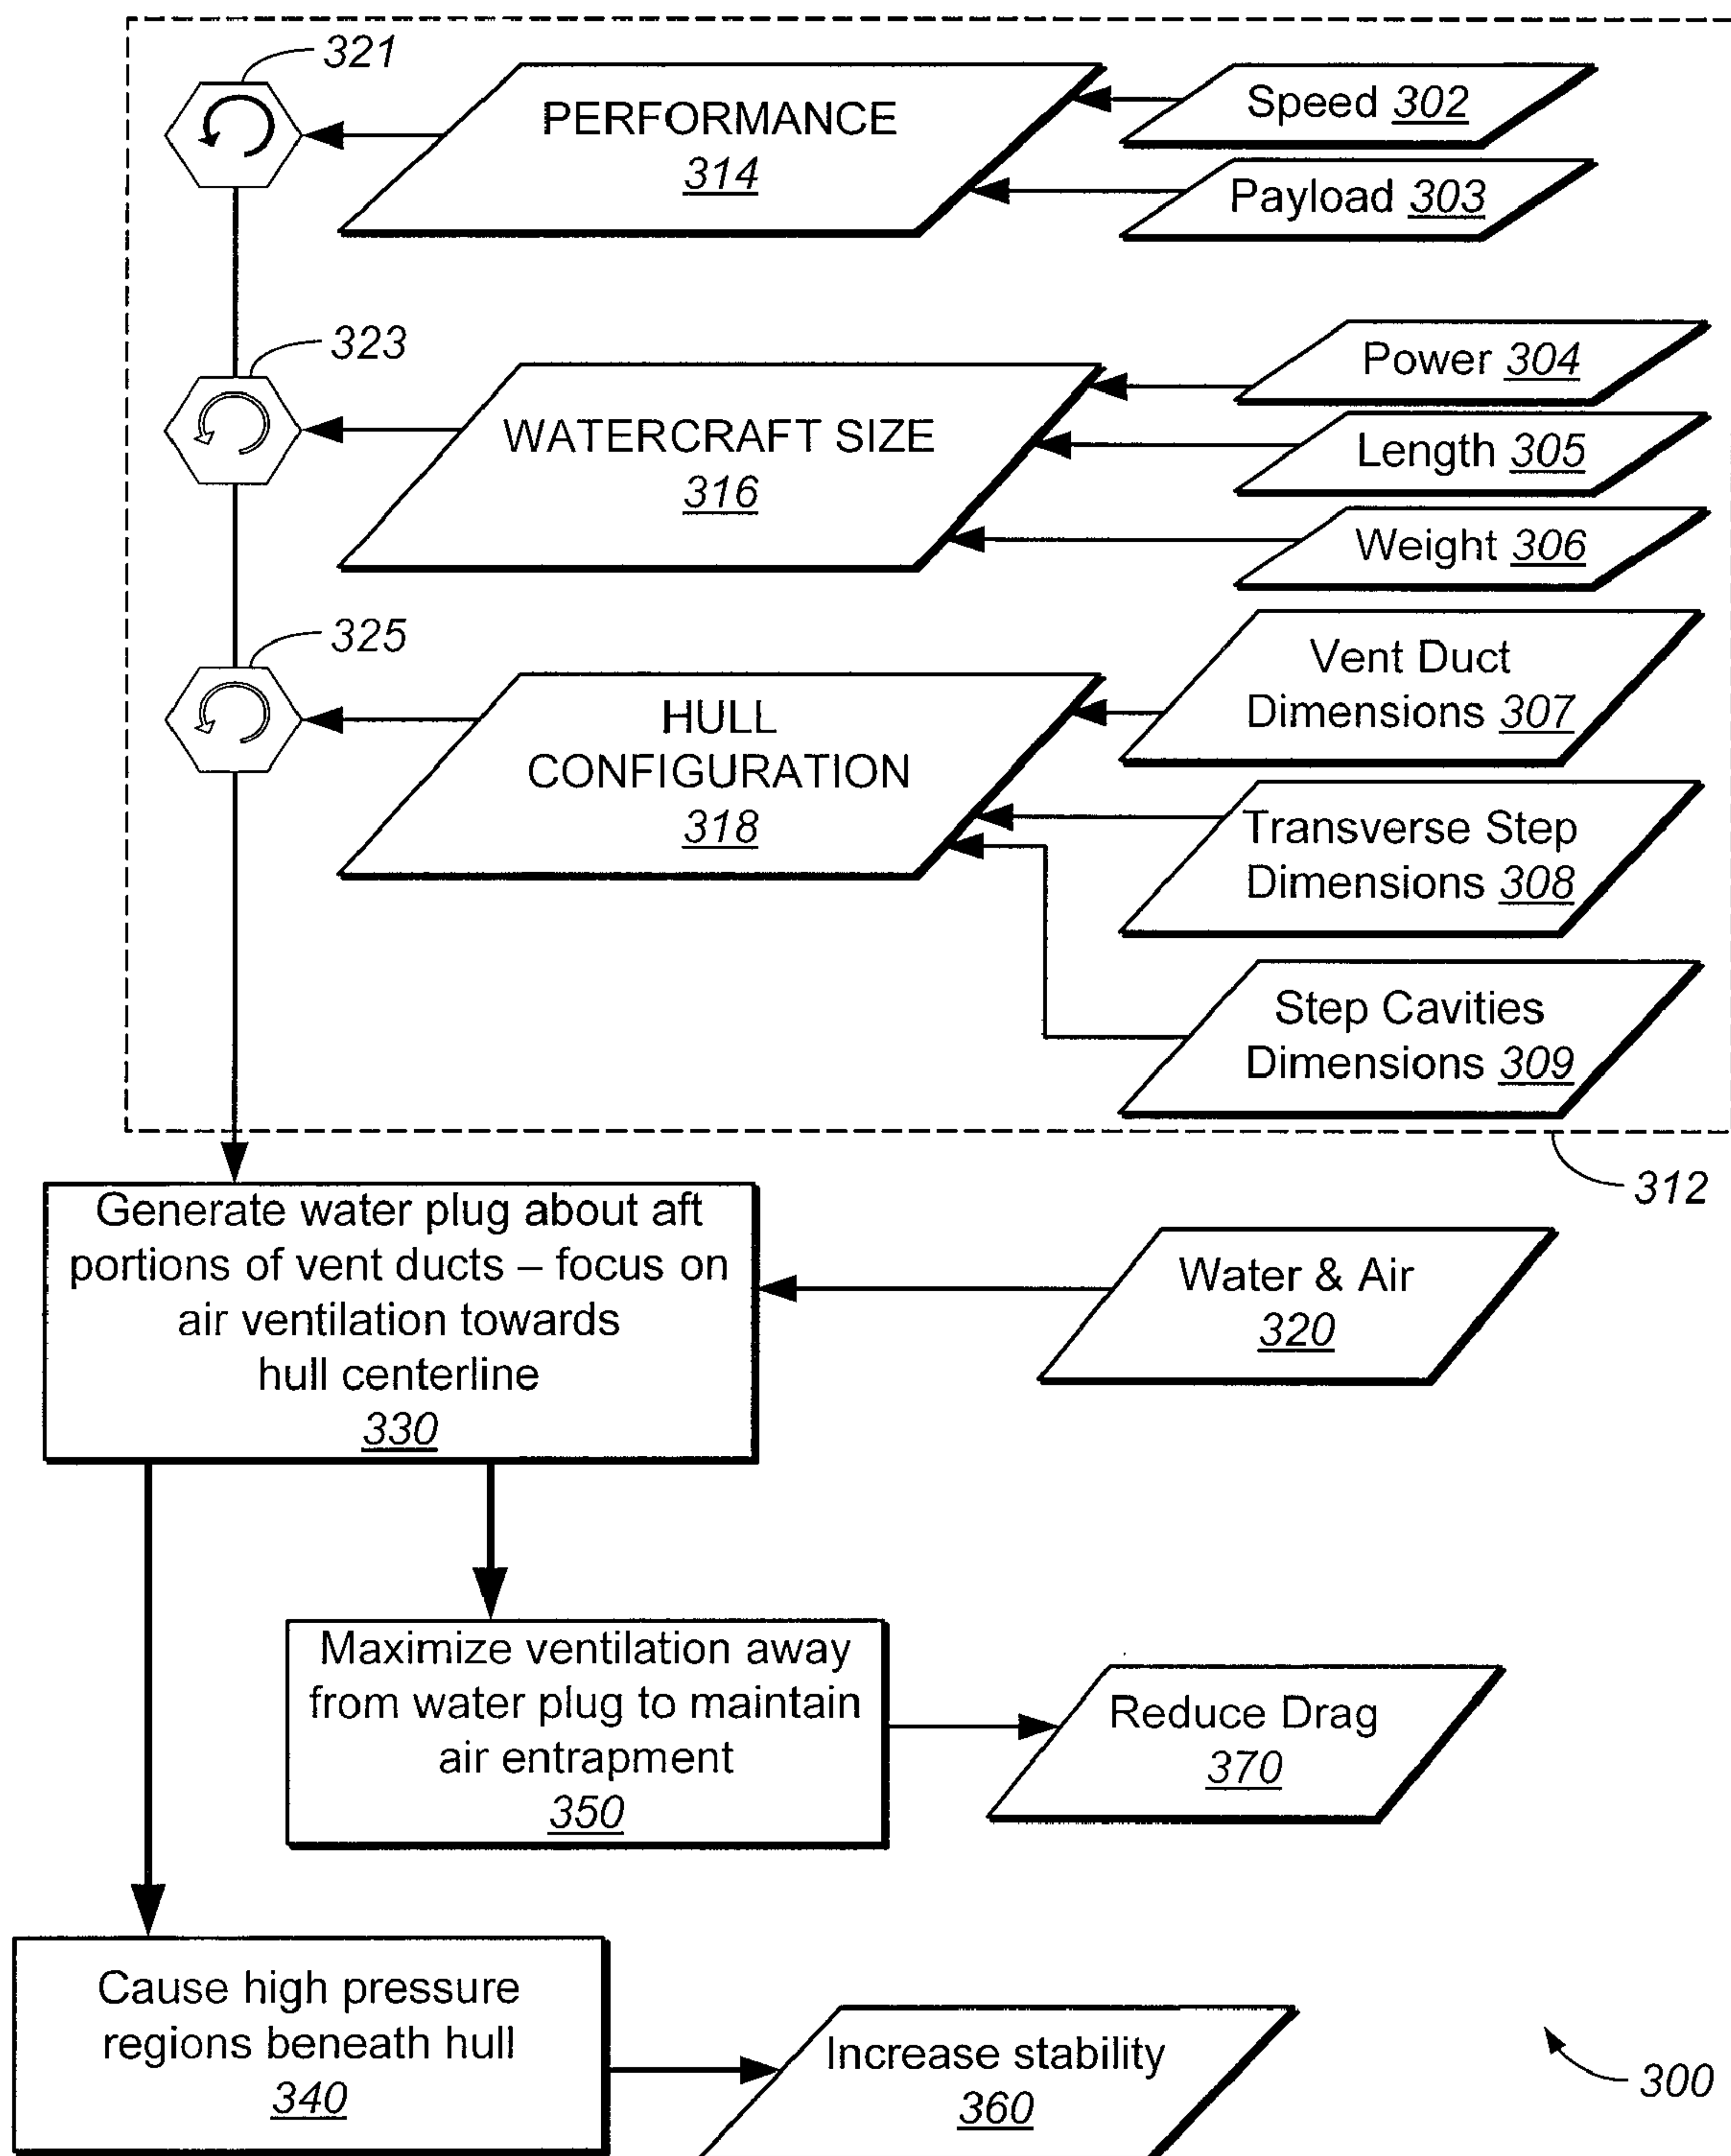 321
PERFORMANCE
314
Speed 302
Payload 303
323
WATERCRAFT SIZE
316
Power 304
Length 305
Weight 306
325
HULL
CONFIGURATION
318
Vent Duct
Dimensions 307
Transverse Step
Dimensions 308
Step Cavities
Dimensions 309
312
Generate water plug about aft
portions of vent ducts – focus on
air ventilation towards
hull centerline
330
Water & Air
320
Maximize ventilation away
from water plug to maintain
air entrapment
350
Reduce Drag
370
Cause high pressure
regions beneath hull
340
Increase stability
360
300